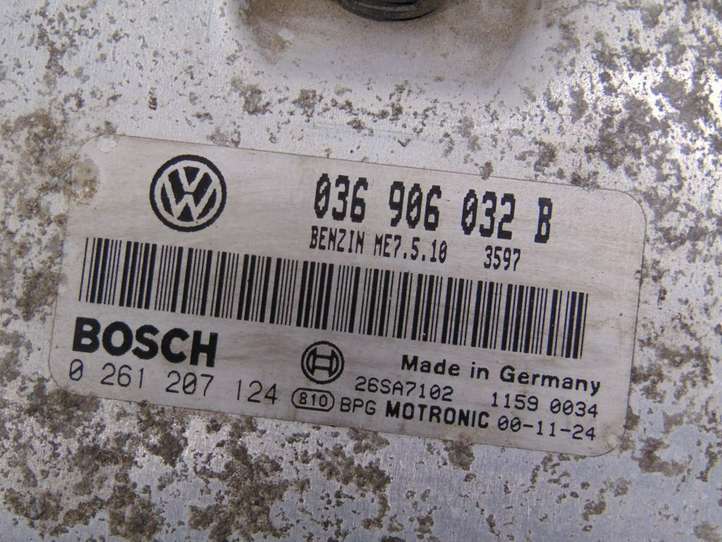 036 906 032 B
BENZIN ME7.5.10 3597
BOSCH
Made in Germany
0 261 207 124
26SA7102 1159 0034
810 BPG MOTRONIC 00-11-24